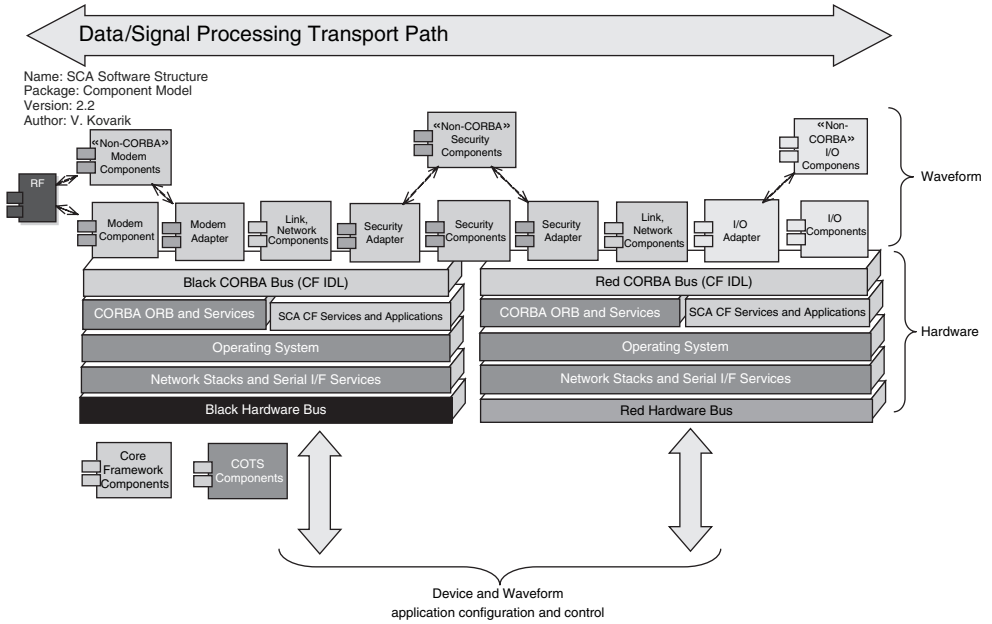 Data/Signal Processing Transport Path
Name: SCA Software Structure
Package: Component Model
Version: 2.2
Author: V. Kovarik
«Non-CORBA»
Modem
Components
«Non-CORBA»
Security
Components
«Non-
CORBA»
I/O
Componens
Waveform
RF
Modem
Component
Modem
Adapter
Link,
Network
Components
Security
Adapter
Security
Components
Security
Adapter
Link,
Network
Components
I/O
Adapter
I/O
Components
Black CORBA Bus (CF IDL)
Red CORBA Bus (CF IDL)
CORBA ORB and Services
SCA CF Services and Applications
CORBA ORB and Services
SCA CF Services and Applications
Hardware
Operating System
Operating System
Network Stacks and Serial I/F Services
Network Stacks and Serial I/F Services
Black Hardware Bus
Red Hardware Bus
Core
Framework
Components
COTS
Components
Device and Waveform
application configuration and control